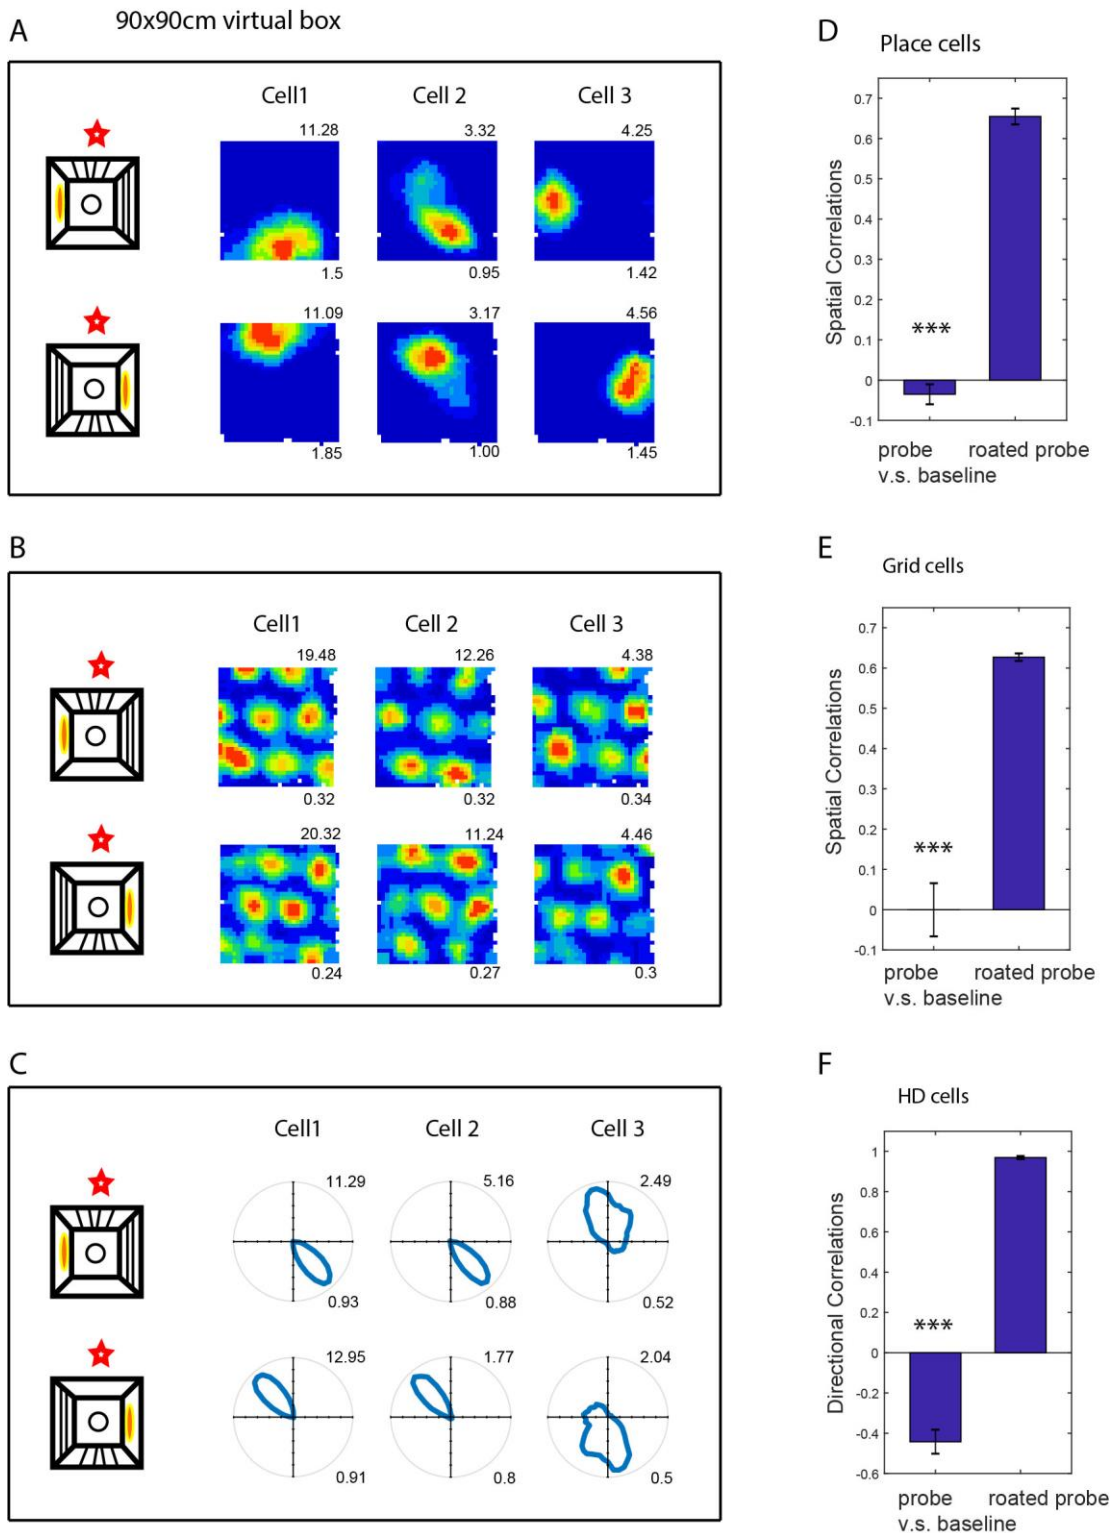 A
90x90cm virtual box
Cell1 Cell 2 Cell 3
11.28 3.32 4.25
1.5 0.95 1.42
11.09 3.17 4.56
1.85 1.00 1.45
B
Cell1 Cell 2 Cell 3
19.48 12.26 4.38
0.32 0.32 0.34
20.32 11.24 4.46
0.24 0.27 0.3
C
Cell1 Cell 2 Cell 3
11.29 5.16 2.49
0.93 0.88 0.52
12.95 1.77 2.04
0.91 0.8 0.5
D
Place cells
Spatial Correlations
0.7
0.6
0.5
0.4
0.3
0.2
0.1
0
-0.1
***
probe roated probe
v.s. baseline
E
Grid cells
Spatial Correlations
0.7
0.6
0.5
0.4
0.3
0.2
0.1
0
-0.1
***
probe roated probe
v.s. baseline
F
HD cells
Directional Correlations
1
0.8
0.6
0.4
0.2
0
-0.2
-0.4
-0.6
***
probe roated probe
v.s. baseline